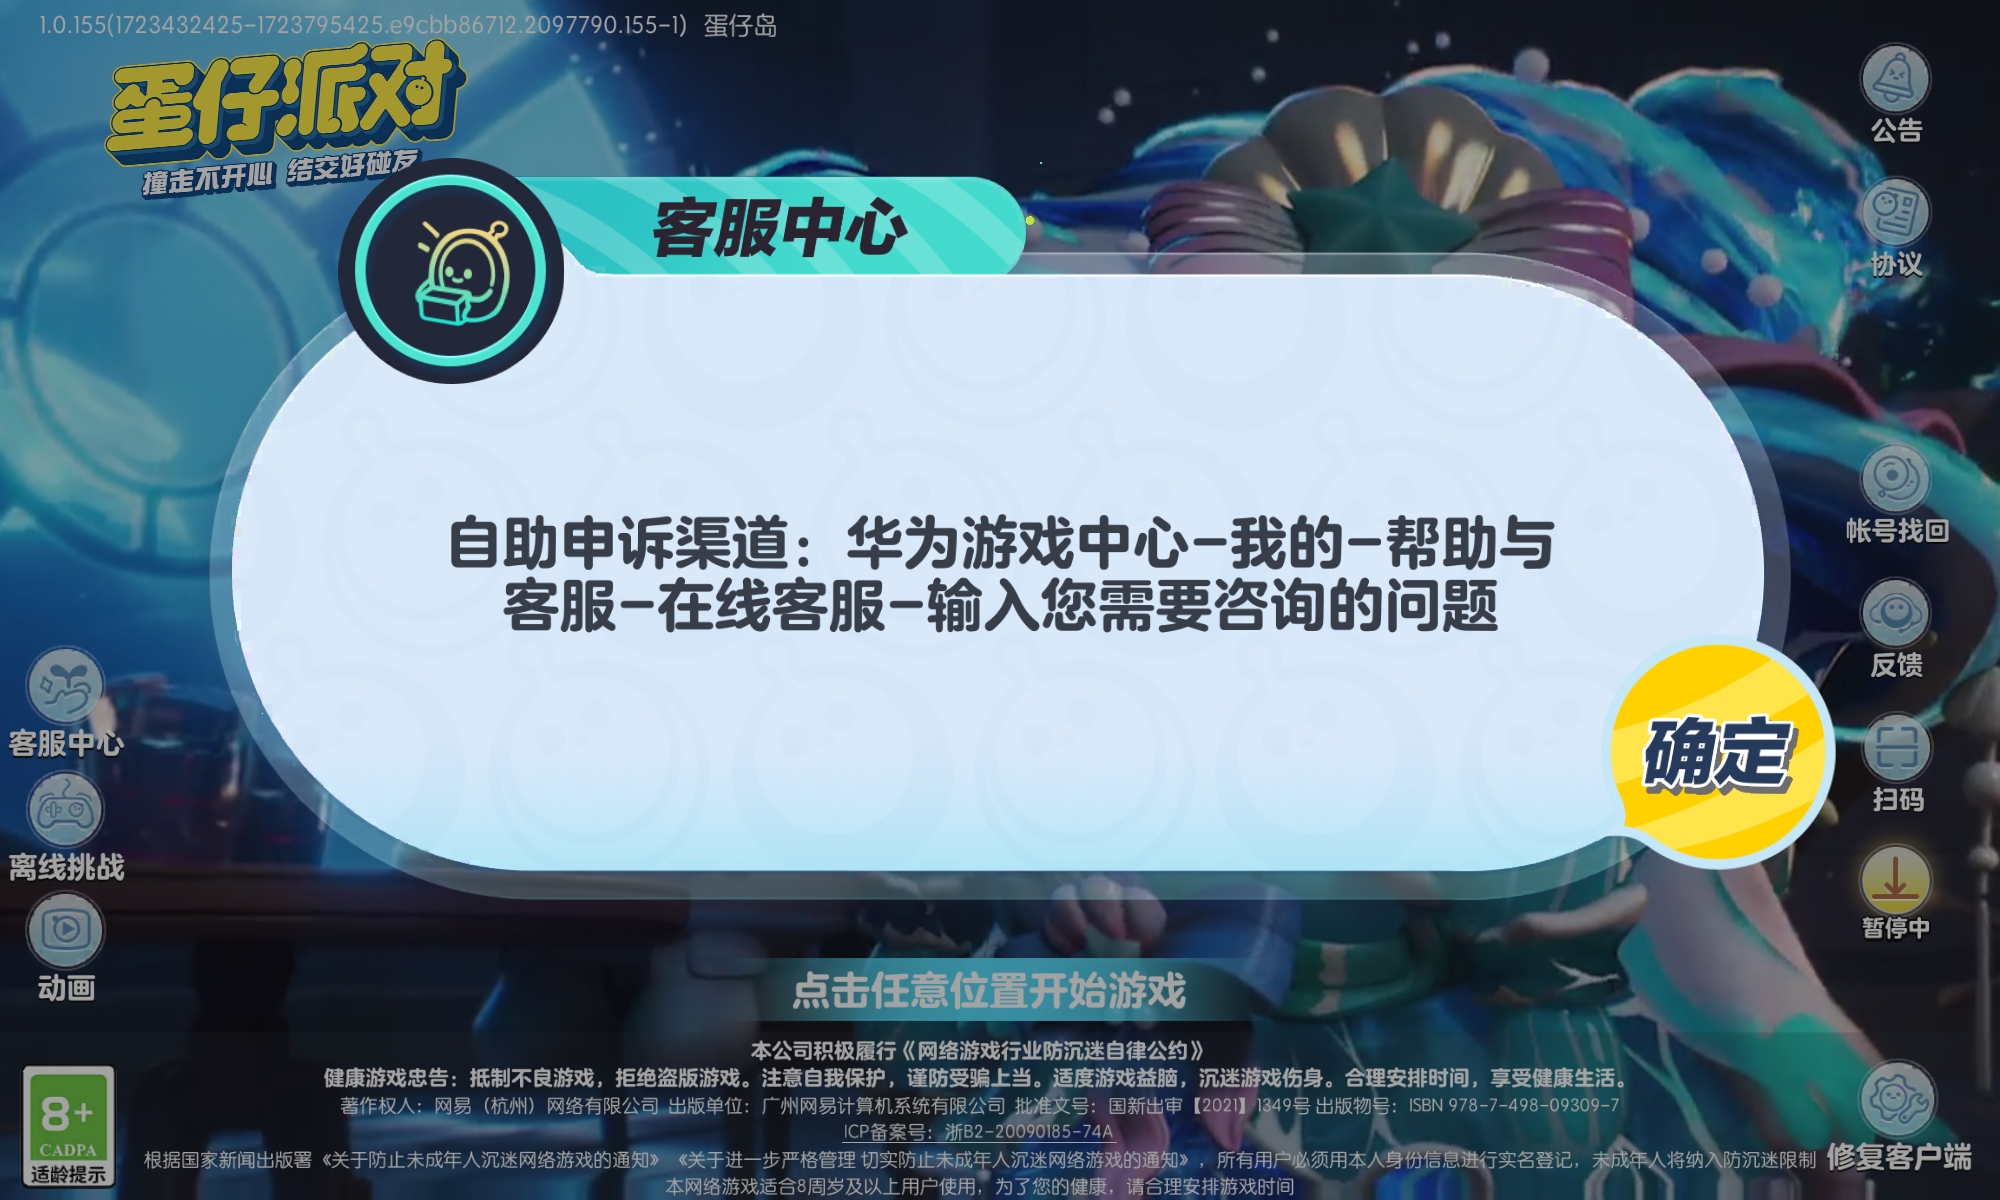 1.0.155(1723432425-1723795425.e9cbb86712.2097790.155-1) 蛋仔岛
蛋仔派对
撞走不开心 结交好碰友
公告
协议
客服中心
自助申诉渠道：华为游戏中心-我的-帮助与
客服-在线客服-输入您需要咨询的问题
确定
帐号找回
反馈
扫码
暂停中
客服中心
离线挑战
动画
点击任意位置开始游戏
本公司积极履行《网络游戏行业防沉迷自律公约》
健康游戏忠告：抵制不良游戏，拒绝盗版游戏。注意自我保护，谨防受骗上当。适度游戏益脑，沉迷游戏伤身。合理安排时间，享受健康生活。
著作权人：网易（杭州）网络有限公司 出版单位：广州网易计算机系统有限公司 批准文号：国新出审【2021】1349号 出版物号：ISBN 978-7-498-09309-7
ICP备案号：浙B2-20090185-74A
根据国家新闻出版署《关于防止未成年人沉迷网络游戏的通知》 《关于进一步严格管理 切实防止未成年人沉迷网络游戏的通知》，所有用户必须用本人身份信息进行实名登记，未成年人将纳入防沉迷限制
本网络游戏适合8周岁及以上用户使用，为了您的健康，请合理安排游戏时间
8+
CADPA
适龄提示
修复客户端